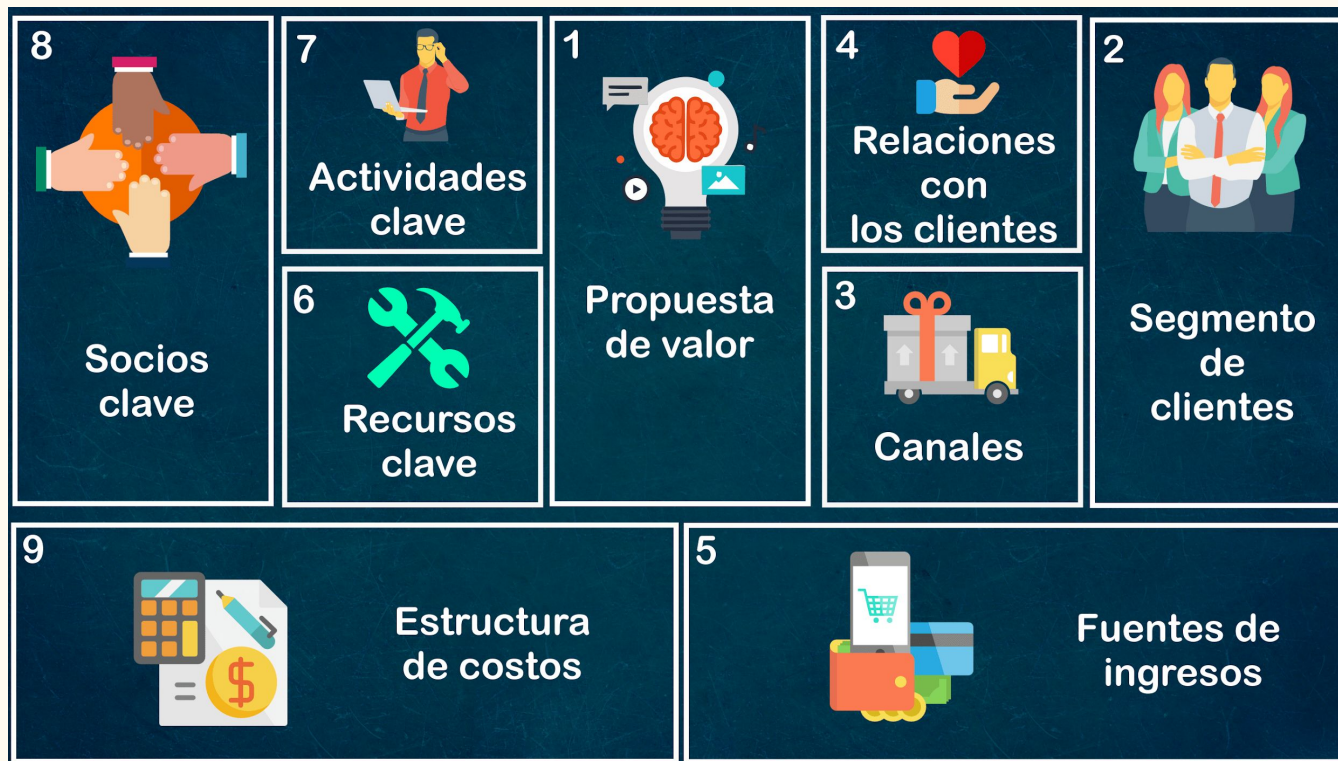 8
Socios
clave
7
Actividades
clave
6
Recursos
clave
1
Propuesta
de valor
4
Relaciones
con
los clientes
3
Canales
2
Segmento
de
clientes
9
Estructura
de costos
5
Fuentes de
ingresos